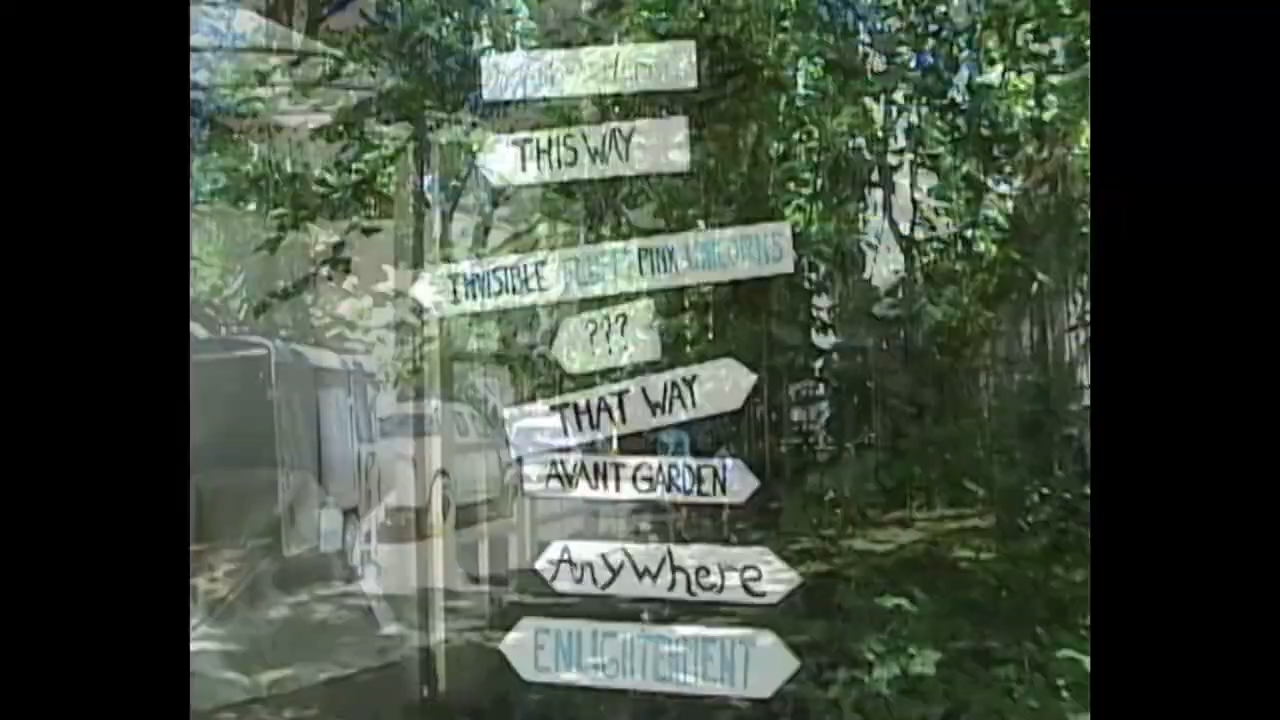 THIS WAY
INVISIBLE PINK UNICORNS
???
THAT WAY
AVANT GARDEN
AnyWhere
ENLIGHTENMENT